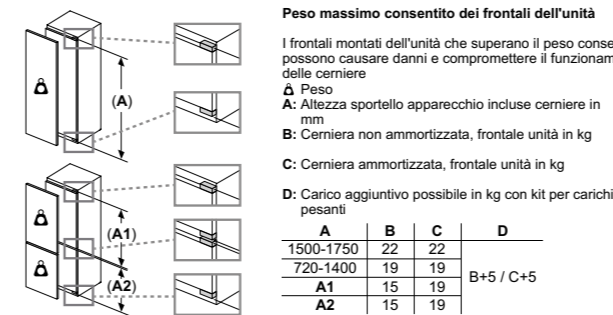 Peso massimo consentito dei frontali dell'unità
I frontali montati dell'unità che superano il peso conse
possono causare danni e compromettere il funzionam
delle cerniere
Peso
A: Altezza sportello apparecchio incluse cerniere in
mm
B: Cerniera non ammortizzata, frontale unità in kg
C: Cerniera ammortizzata, frontale unità in kg
D: Carico aggiuntivo possibile in kg con kit per carichi
pesanti
A B C D
1500-1750 22 22
720-1400 19 19
B+5 / C+5
A1 15 19
A2 15 19
(A)
(A1)
(A2)